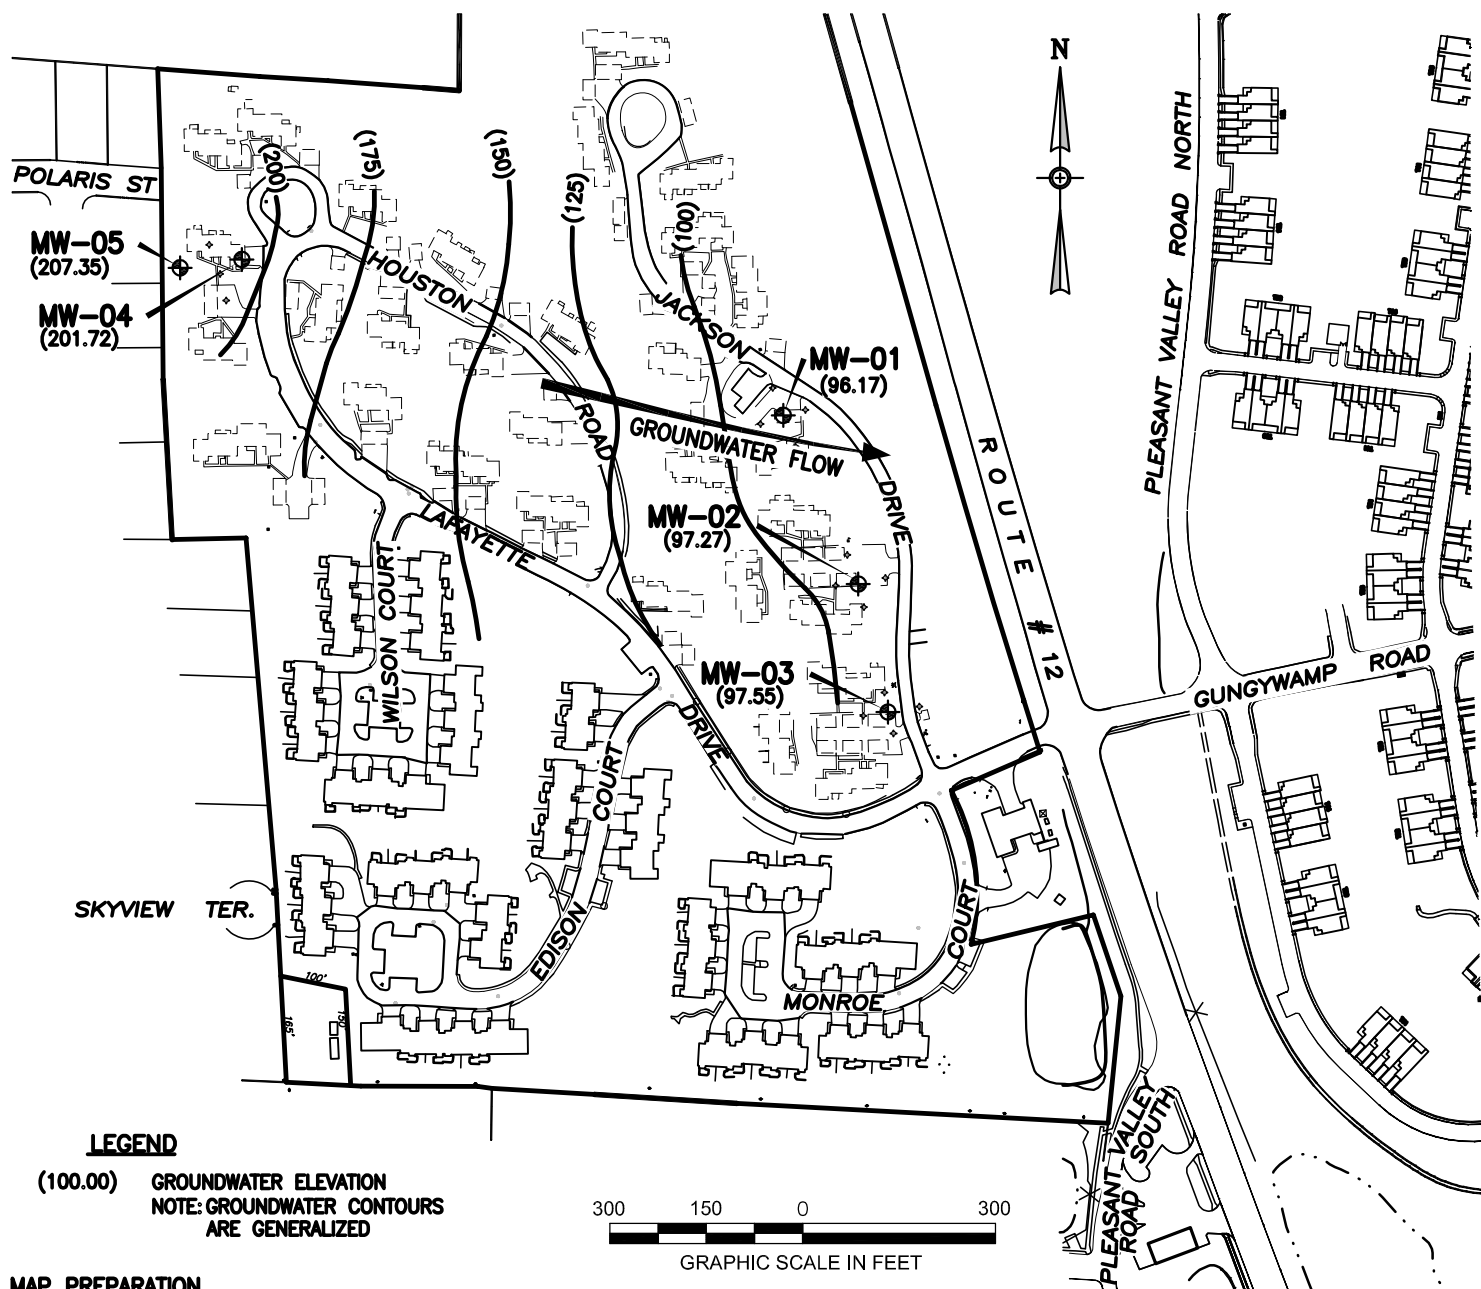 N
POLARIS ST
(200)
(175)
(150)
(125)
(100)
MW-05
(207.35)
MW-04
(201.72)
HOUSTON
ROAD
JACKSON
DRIVE
MW-01
(96.17)
GROUNDWATER FLOW
MW-02
(97.27)
MW-03
(97.55)
LAFAYETTE
DRIVE
WILSON COURT
EDISON
COURT
MONROE
COURT
ROUTE # 12
PLEASANT VALLEY ROAD NORTH
GUNGYWAMP ROAD
SKYVIEW TER.
100'
150'
165'
PLEASANT VALLEY
ROAD SOUTH
LEGEND
(100.00) GROUNDWATER ELEVATION
NOTE: GROUNDWATER CONTOURS
ARE GENERALIZED
300 150 0 300
GRAPHIC SCALE IN FEET
MAP PREPARATION